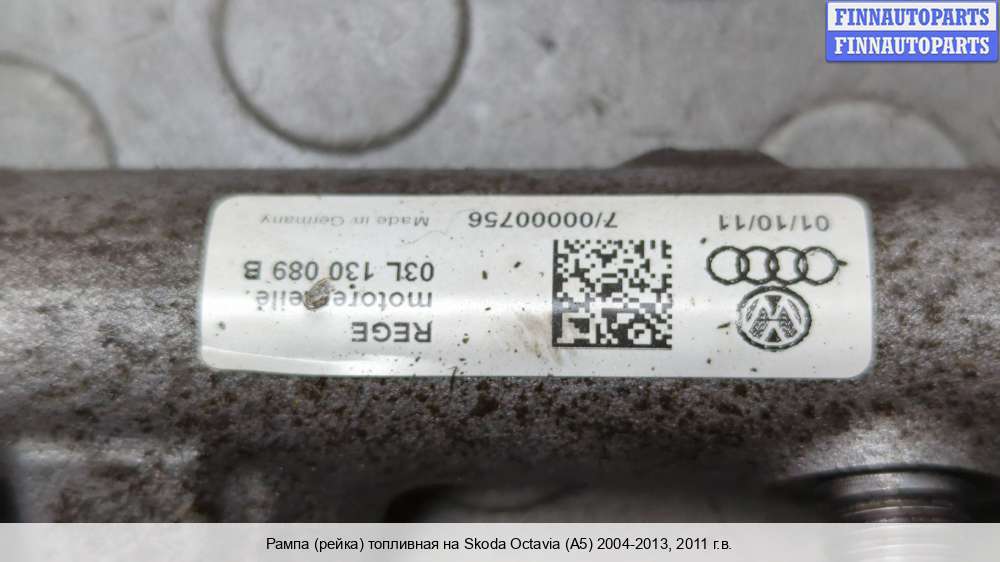 FINNAUTOPARTS
FINNAUTOPARTS
REGE
motorenteile
03L 130 089 B
Made in Germany
7/00000756
01/10/11
Рампа (рейка) топливная на Skoda Octavia (A5) 2004-2013, 2011 г.в.